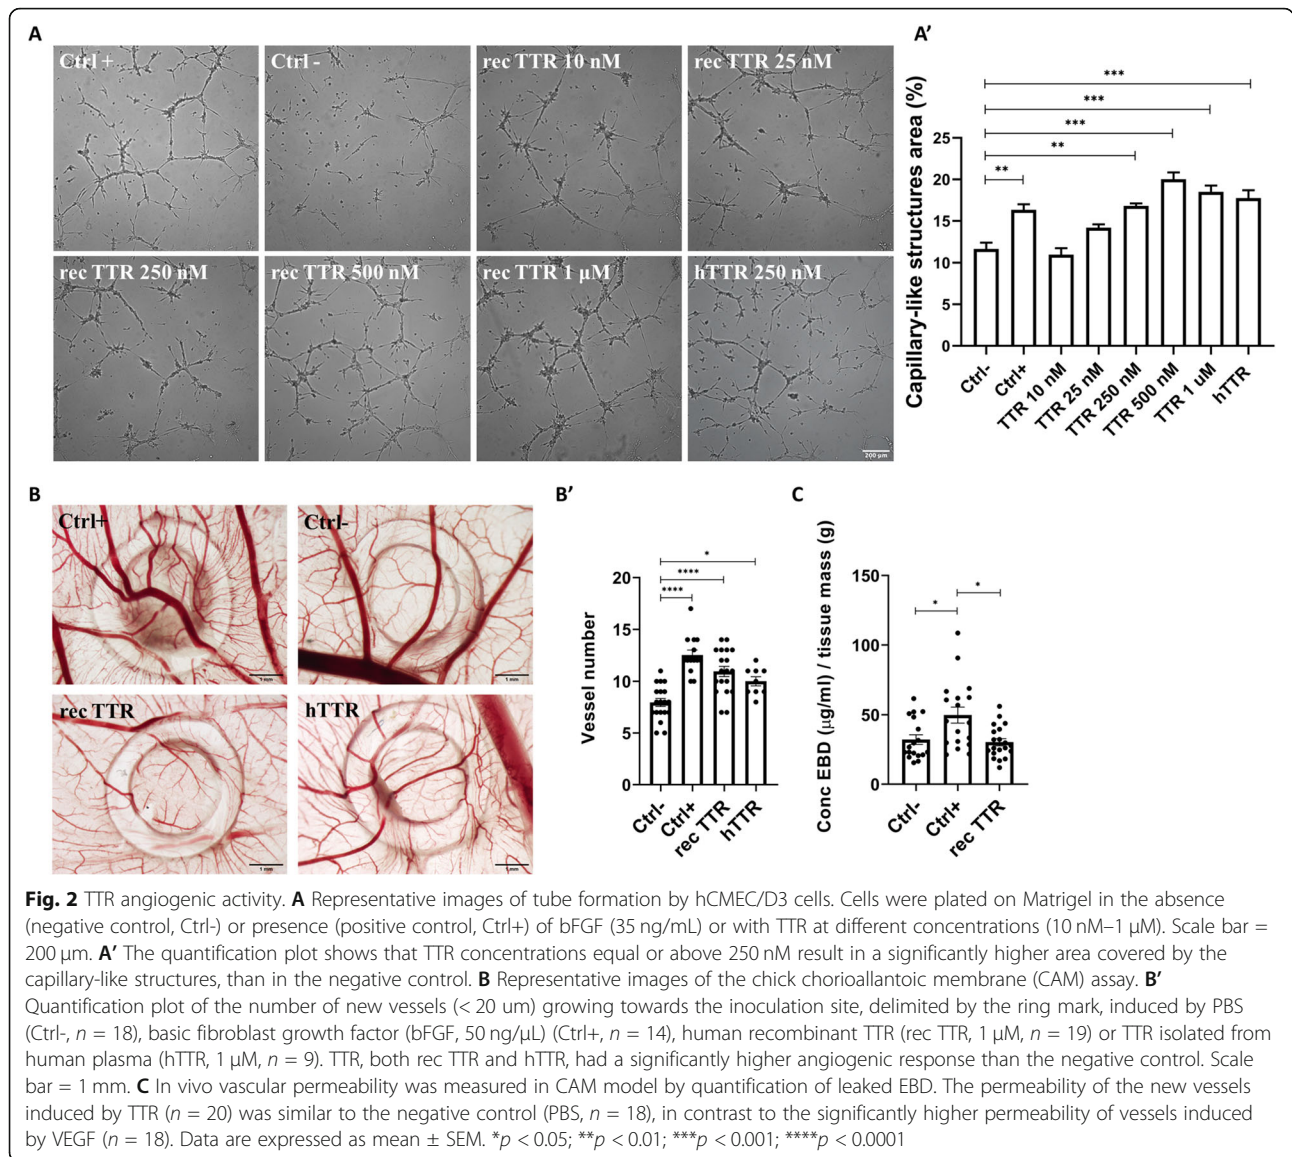 A
Ctrl +
Ctrl -
rec TTR 10 nM
rec TTR 25 nM
rec TTR 250 nM
rec TTR 500 nM
rec TTR 1 µM
hTTR 250 nM
200 µm
A′
Capillary-like structures area (%)
25
20
15
10
5
0
***
***
***
**
**
Ctrl-
Ctrl+
TTR 10 nM
TTR 25 nM
TTR 250 nM
TTR 500 nM
TTR 1 uM
hTTR
B
Ctrl+
Ctrl-
rec TTR
hTTR
1 mm
1 mm
1 mm
1 mm
B′
Vessel number
20
15
10
5
0
*
****
****
Ctrl-
Ctrl+
rec TTR
hTTR
C
Conc EBD (µg/ml) / tissue mass (g)
150
100
50
0
*
*
Ctrl-
Ctrl+
rec TTR
Fig. 2 TTR angiogenic activity. A Representative images of tube formation by hCMEC/D3 cells. Cells were plated on Matrigel in the absence
(negative control, Ctrl-) or presence (positive control, Ctrl+) of bFGF (35 ng/mL) or with TTR at different concentrations (10 nM–1 µM). Scale bar =
200 µm. A′ The quantification plot shows that TTR concentrations equal or above 250 nM result in a significantly higher area covered by the
capillary-like structures, than in the negative control. B Representative images of the chick chorioallantoic membrane (CAM) assay. B′
Quantification plot of the number of new vessels (< 20 um) growing towards the inoculation site, delimited by the ring mark, induced by PBS
(Ctrl-, n = 18), basic fibroblast growth factor (bFGF, 50 ng/µL) (Ctrl+, n = 14), human recombinant TTR (rec TTR, 1 µM, n = 19) or TTR isolated from
human plasma (hTTR, 1 µM, n = 9). TTR, both rec TTR and hTTR, had a significantly higher angiogenic response than the negative control. Scale
bar = 1 mm. C In vivo vascular permeability was measured in CAM model by quantification of leaked EBD. The permeability of the new vessels
induced by TTR (n = 20) was similar to the negative control (PBS, n = 18), in contrast to the significantly higher permeability of vessels induced
by VEGF (n = 18). Data are expressed as mean ± SEM. *p < 0.05; **p < 0.01; ***p < 0.001; ****p < 0.0001